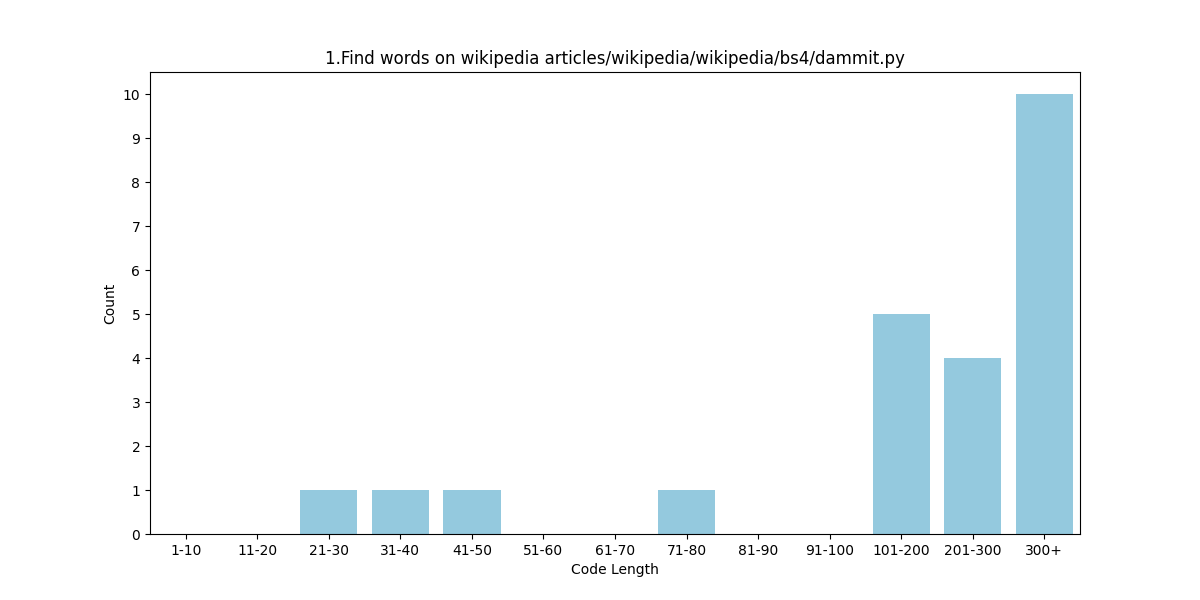 1.Find words on wikipedia articles/wikipedia/wikipedia/bs4/dammit.py
10
9
8
7
6
5
4
3
2
1
0
Count
1-10 11-20 21-30 31-40 41-50 51-60 61-70 71-80 81-90 91-100 101-200 201-300 300+
Code Length